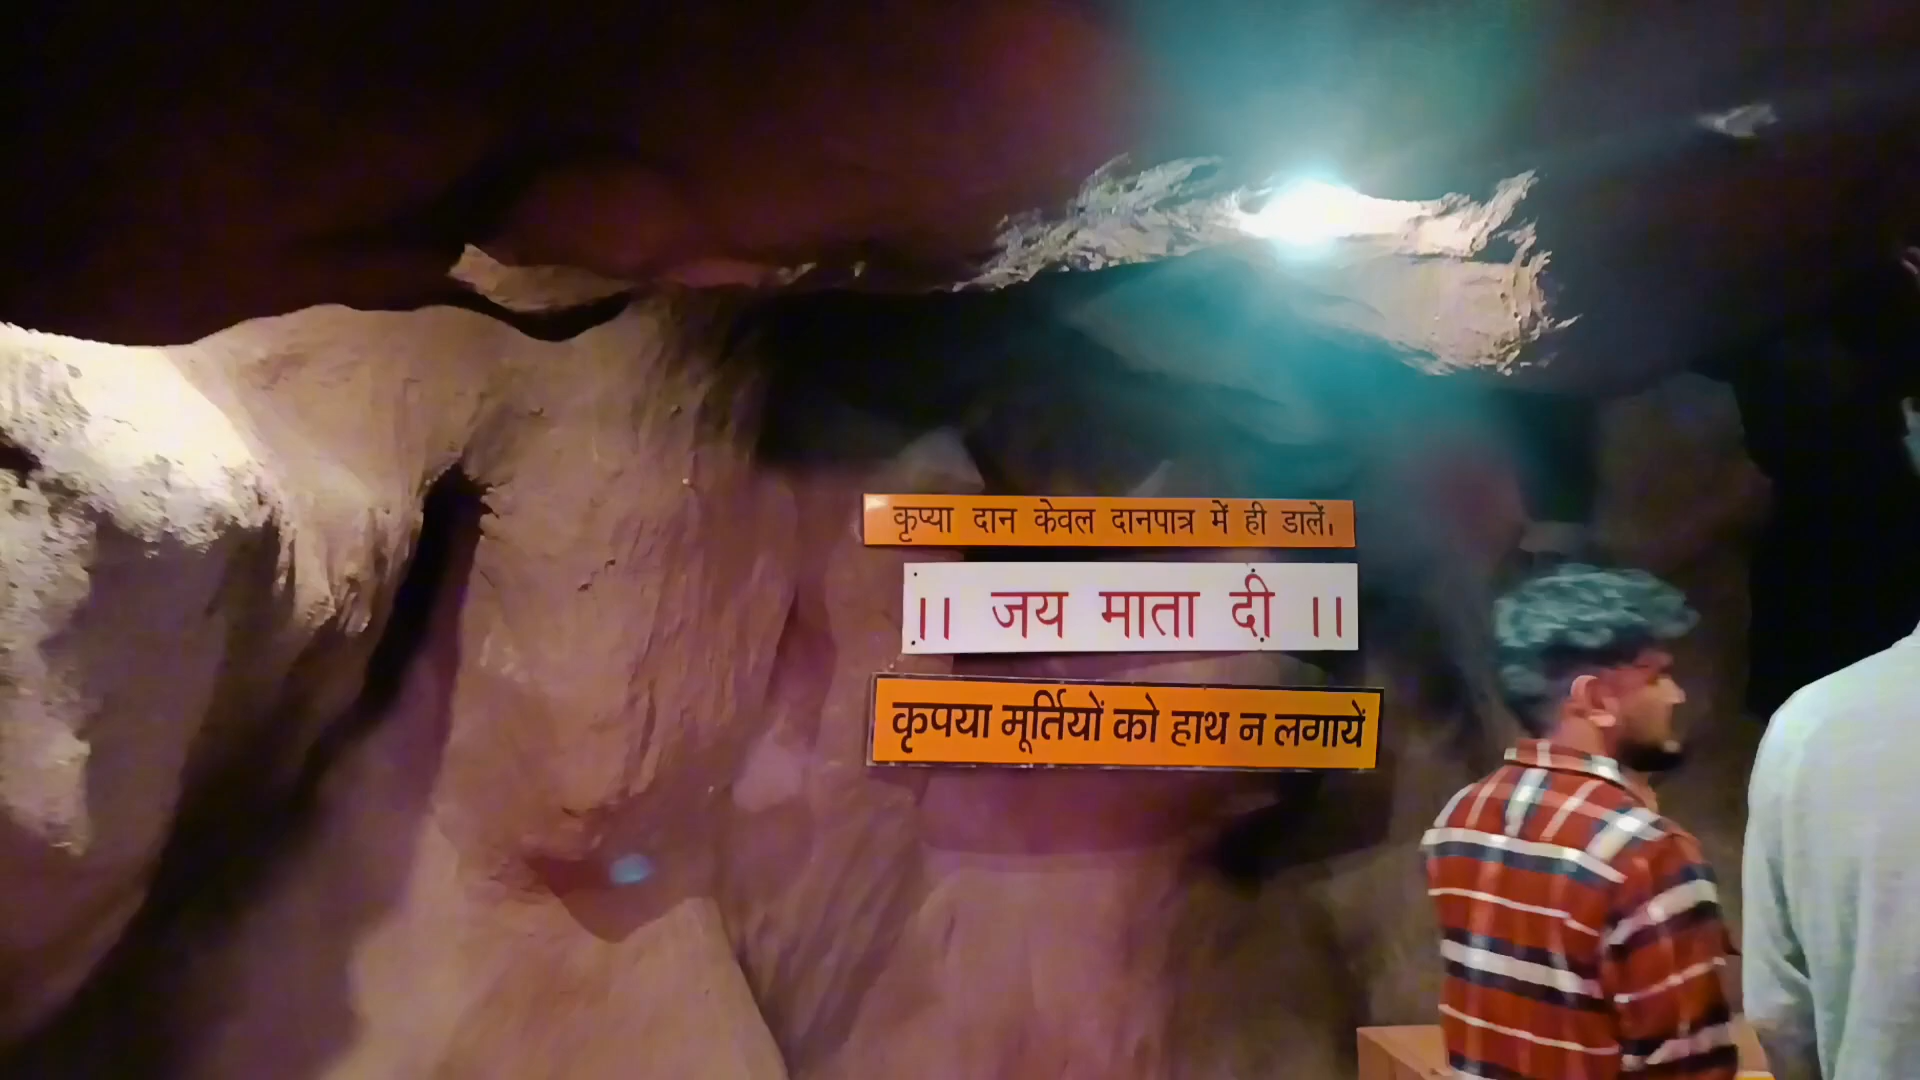 कृप्या दान केवल दानपात्र में ही डालें।
।। जय माता दी ।।
कृपया मूर्तियों को हाथ न लगायें